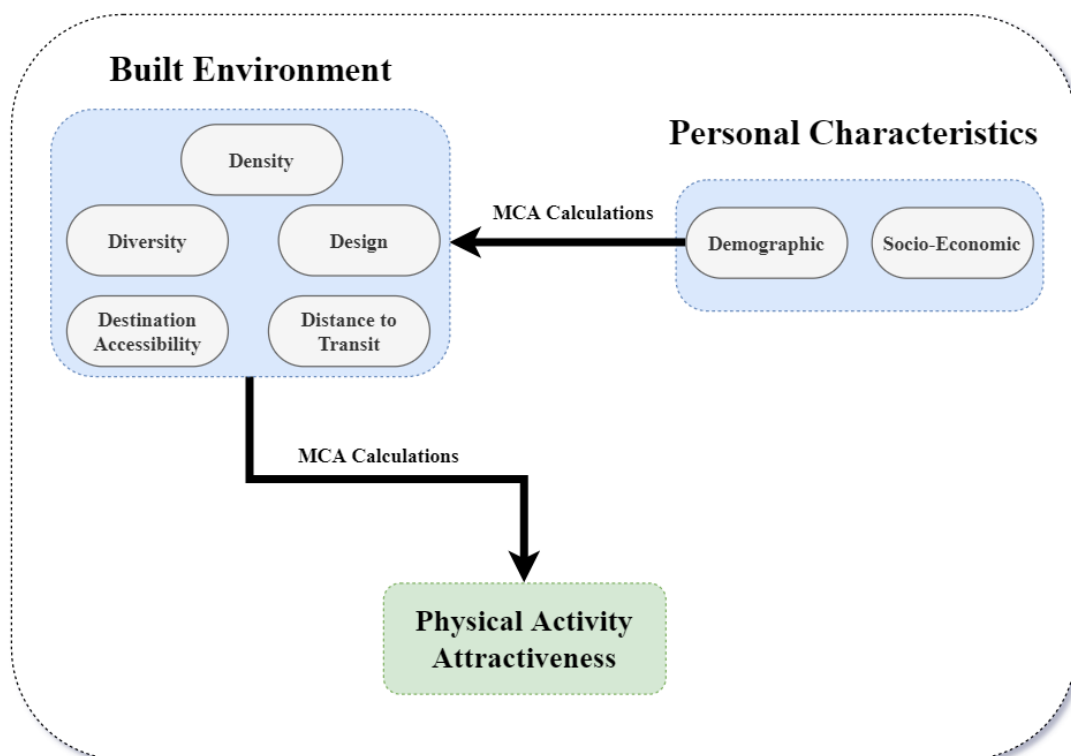 Built Environment
Density
Diversity
Design
Destination
Accessibility
Distance to
Transit
Personal Characteristics
MCA Calculations
Demographic
Socio-Economic
MCA Calculations
Physical Activity
Attractiveness